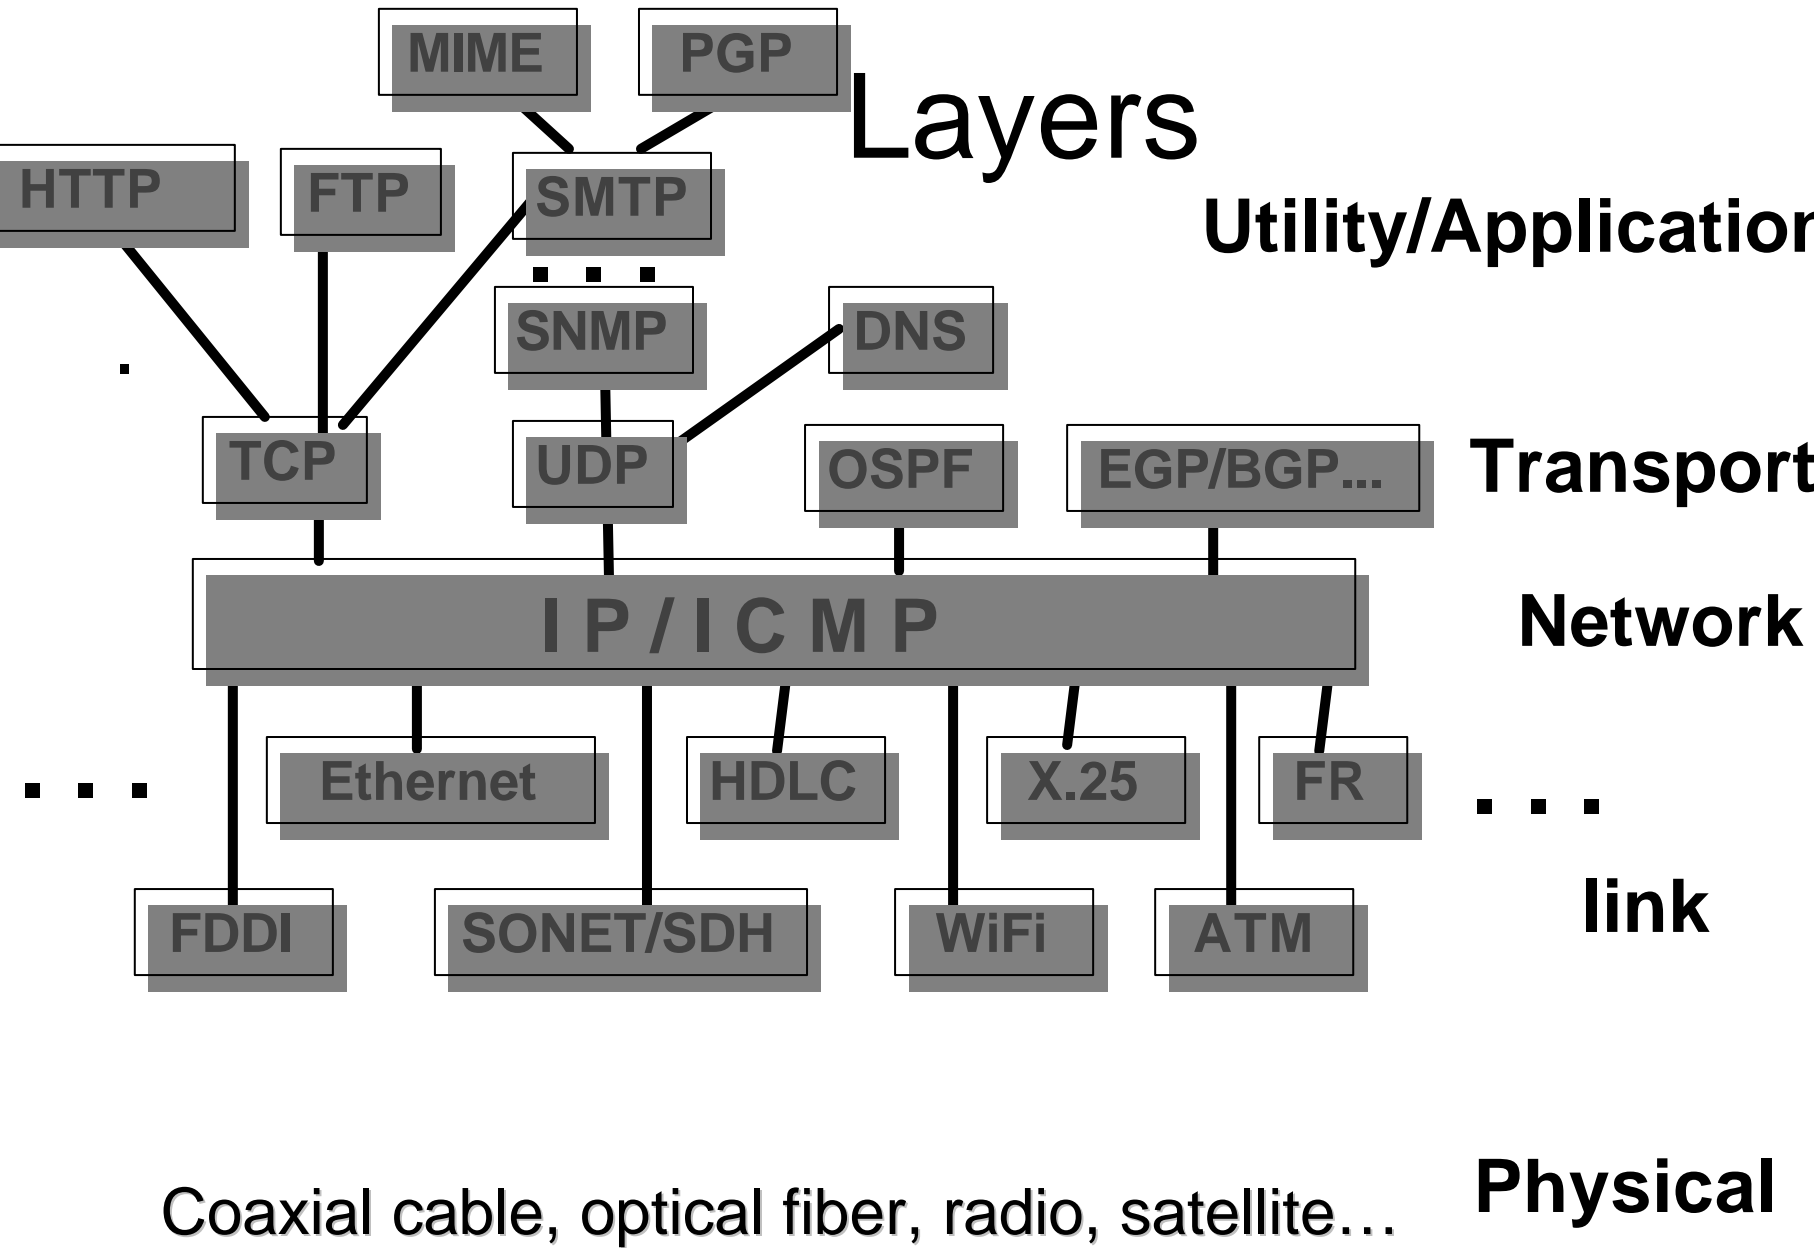 MIME PGP
Layers
HTTP FTP SMTP
Utility/Application
. . .
SNMP DNS
.
TCP UDP OSPF EGP/BGP... Transport
I P / I C M P Network
. . . Ethernet HDLC X.25 FR . . .
link
FDDI SONET/SDH WiFi ATM
Physical
Coaxial cable, optical fiber, radio, satellite…